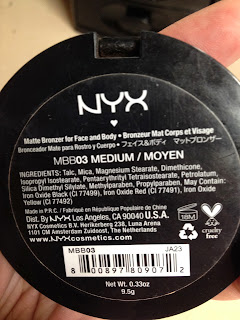 NYX
Matte Bronzer for Face and Body • Bronzeur Mat Corps et Visage
Bronceador Mate para Rostro y Cuerpo • フェイス&ボディ マットブロンザー
MBB03 MEDIUM / MOYEN
INGREDIENTS: Talc, Mica, Magnesium Stearate, Dimethicone,
Isopropyl Isostearate, Pentaerythrityl Tetraisostearate, Petrolatum,
Silica Dimethyl Silylate, Methylparaben, Propylparaben, May Contain:
Iron Oxide Black (CI 77499), Iron Oxide Red (CI 77491), Iron Oxide
Yellow (CI 77492)
Made in P.R.C. / Fabriqué en République Populaire de Chine
Dist. By NYX Los Angeles, CA 90040 U.S.A.
NYX Cosmetics B.V. Herikerberg 238, Luna Arena
1101 CM Amsterdam Zuidoost, The Netherlands
www.NYXcosmetics.com
18M
cruelty
free
MBB03 JA23
8 00897 80907 2
Net Wt. 0.33oz
9.5g